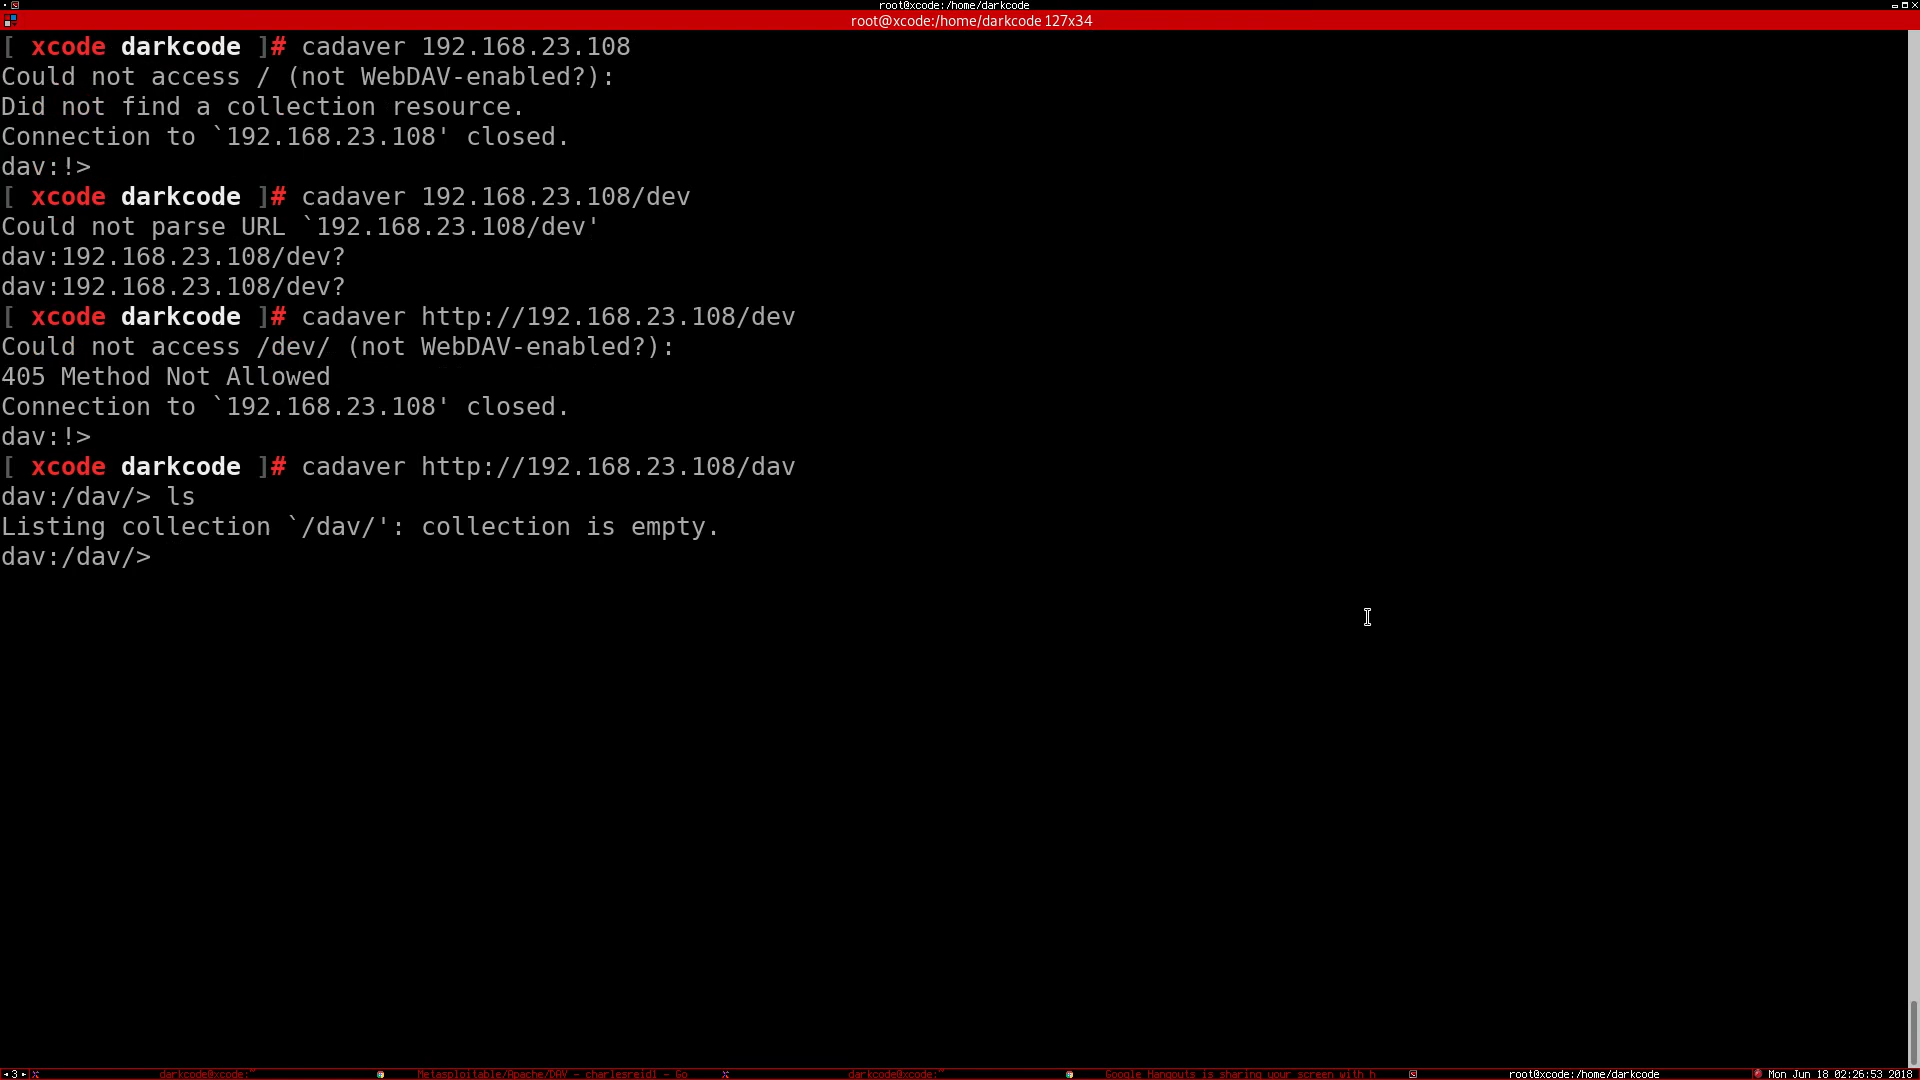 root@xcode:/home/darkcode
root@xcode:/home/darkcode 127x34
[ xcode darkcode ]# cadaver 192.168.23.108
Could not access / (not WebDAV-enabled?):
Did not find a collection resource.
Connection to `192.168.23.108' closed.
dav:!>
[ xcode darkcode ]# cadaver 192.168.23.108/dev
Could not parse URL `192.168.23.108/dev'
dav:192.168.23.108/dev?
dav:192.168.23.108/dev?
[ xcode darkcode ]# cadaver http://192.168.23.108/dev
Could not access /dev/ (not WebDAV-enabled?):
405 Method Not Allowed
Connection to `192.168.23.108' closed.
dav:!>
[ xcode darkcode ]# cadaver http://192.168.23.108/dav
dav:/dav/> ls
Listing collection `/dav/': collection is empty.
dav:/dav/>
3 darkcode@xcode:~ Metasploitable/Apache/DAV - charlesreid1 - Go darkcode@xcode:~ Google Hangouts is sharing your screen with h root@xcode:/home/darkcode Mon Jun 18 02:26:53 2018